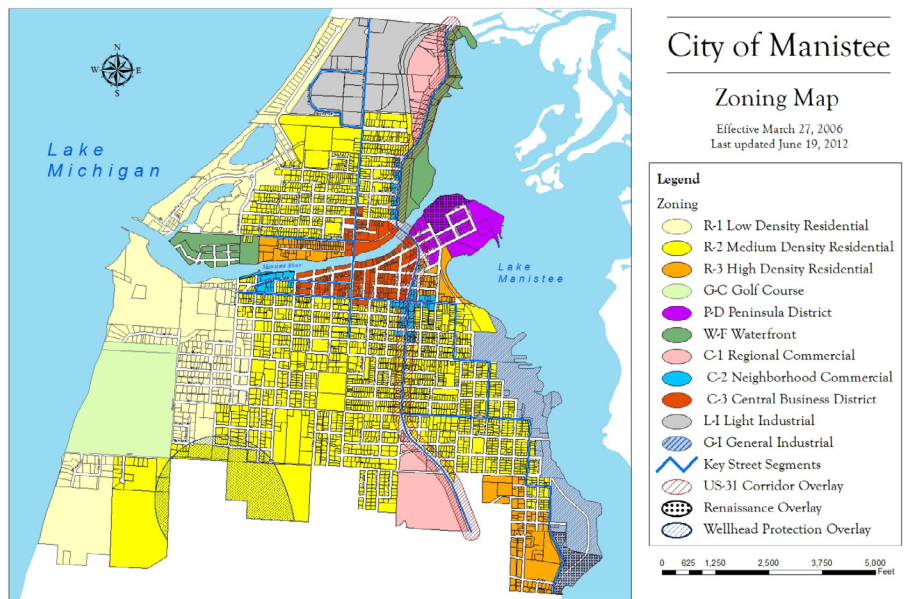 City of Manistee
Zoning Map
Effective March 27, 2006
Last updated June 19, 2012
N
W E
S
Lake
Michigan
Manistee River
Lake
Manistee
Legend
Zoning
R-1 Low Density Residential
R-2 Medium Density Residential
R-3 High Density Residential
G-C Golf Course
P-D Peninsula District
W-F Waterfront
C-1 Regional Commercial
C-2 Neighborhood Commercial
C-3 Central Business District
L-I Light Industrial
G-I General Industrial
Key Street Segments
US-31 Corridor Overlay
Renaissance Overlay
Wellhead Protection Overlay
0 625 1,250 2,500 3,750 5,000
Feet